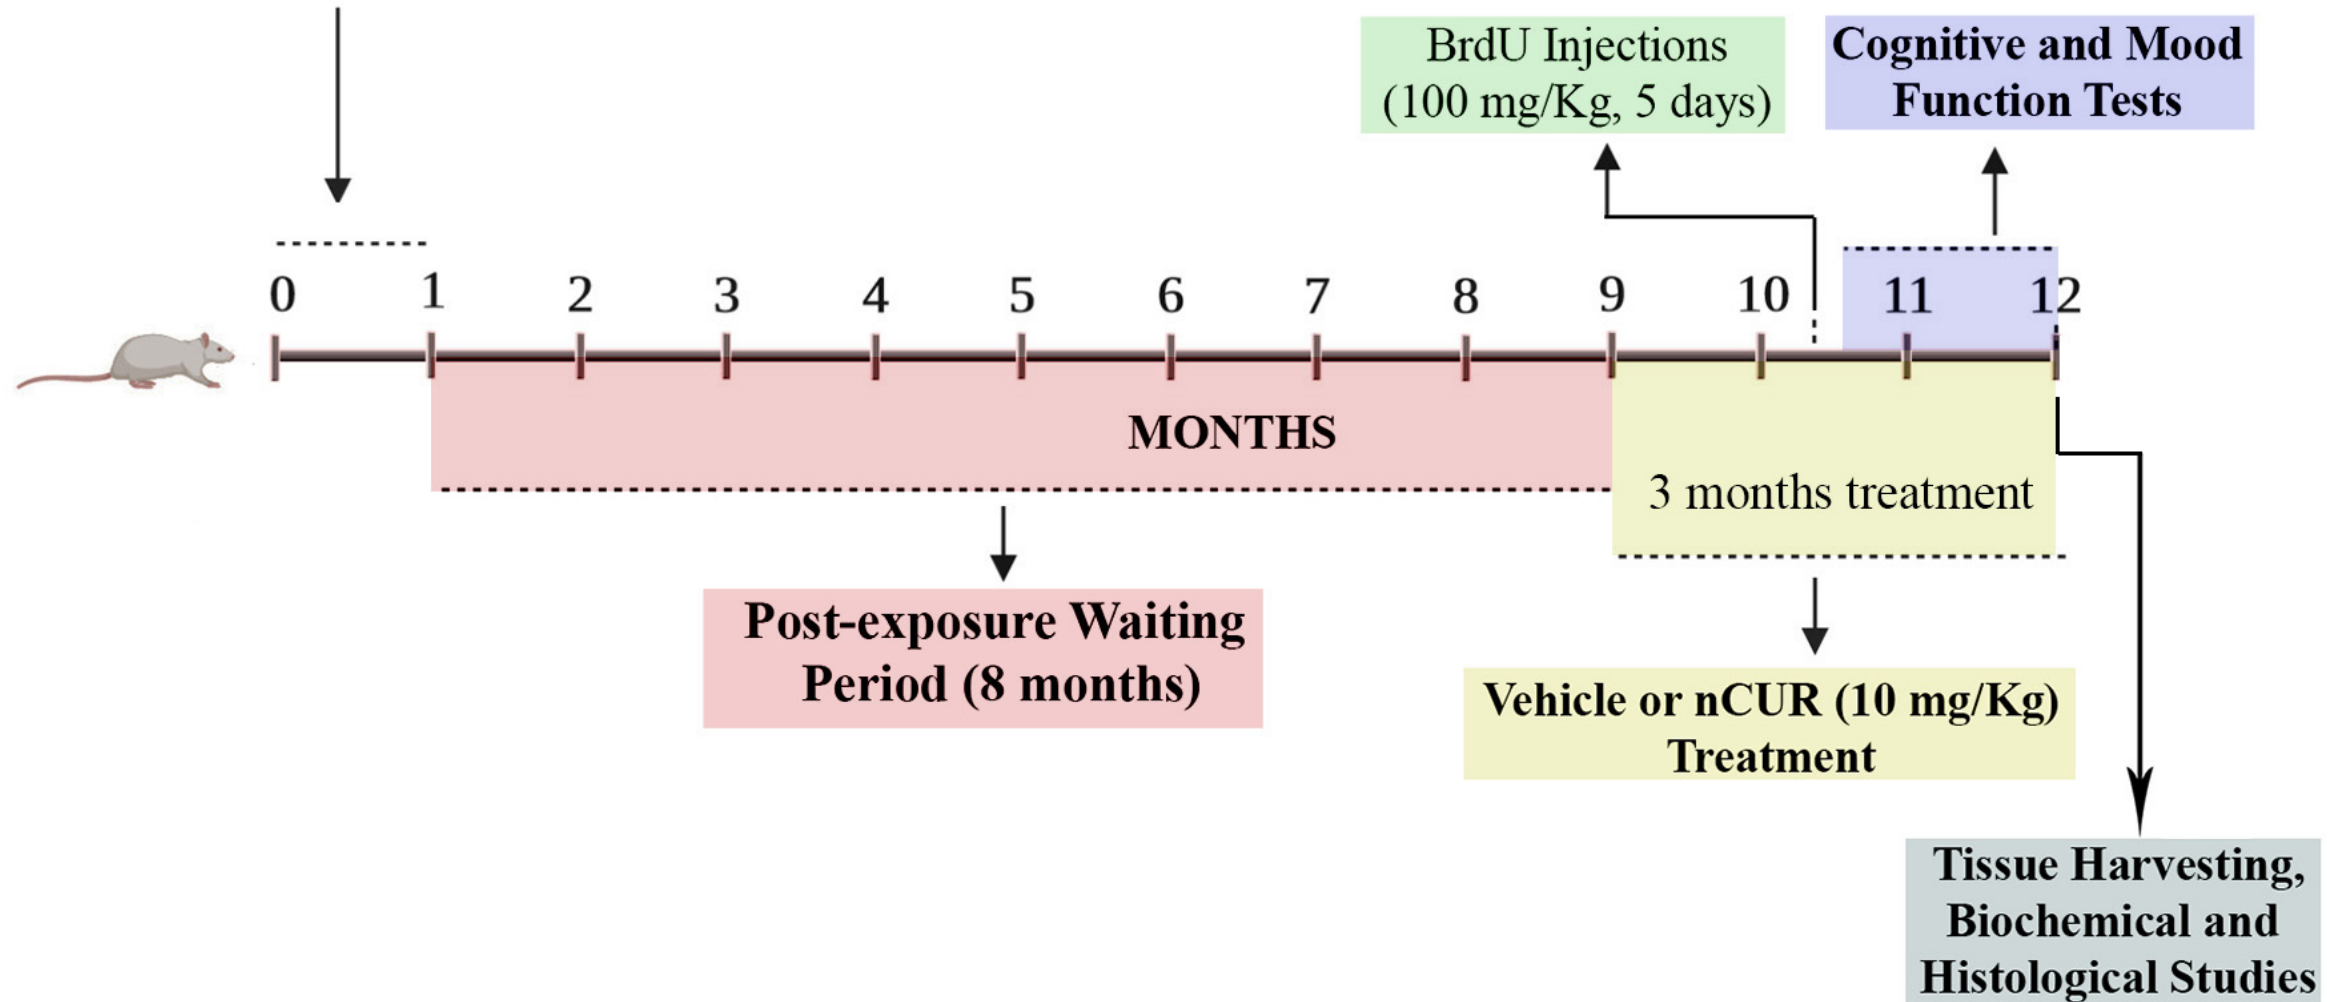 BrdU Injections
(100 mg/Kg, 5 days)
Cognitive and Mood
Function Tests
0 1 2 3 4 5 6 7 8 9 10 11 12
MONTHS
3 months treatment
Post-exposure Waiting
Period (8 months)
Vehicle or nCUR (10 mg/Kg)
Treatment
Tissue Harvesting,
Biochemical and
Histological Studies